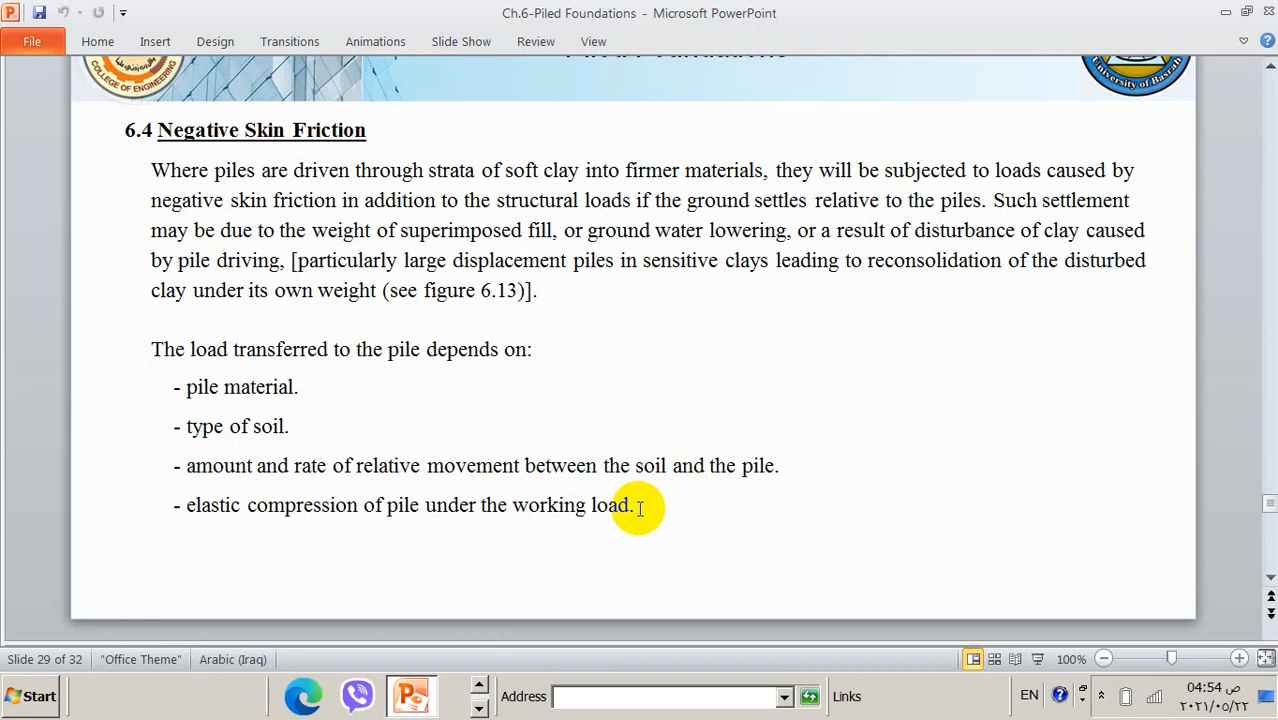 Ch.6-Piled Foundations - Microsoft PowerPoint
File Home Insert Design Transitions Animations Slide Show Review View
COLLEGE OF ENGINEERING
University of Basrah
6.4 Negative Skin Friction
Where piles are driven through strata of soft clay into firmer materials, they will be subjected to loads caused by
negative skin friction in addition to the structural loads if the ground settles relative to the piles. Such settlement
may be due to the weight of superimposed fill, or ground water lowering, or a result of disturbance of clay caused
by pile driving, [particularly large displacement piles in sensitive clays leading to reconsolidation of the disturbed
clay under its own weight (see figure 6.13)].
The load transferred to the pile depends on:
- pile material.
- type of soil.
- amount and rate of relative movement between the soil and the pile.
- elastic compression of pile under the working load.
Slide 29 of 32 "Office Theme" Arabic (Iraq) 100%
Start Address Links EN 04:54 ص
٢٠٢١/٠٥/٢٢